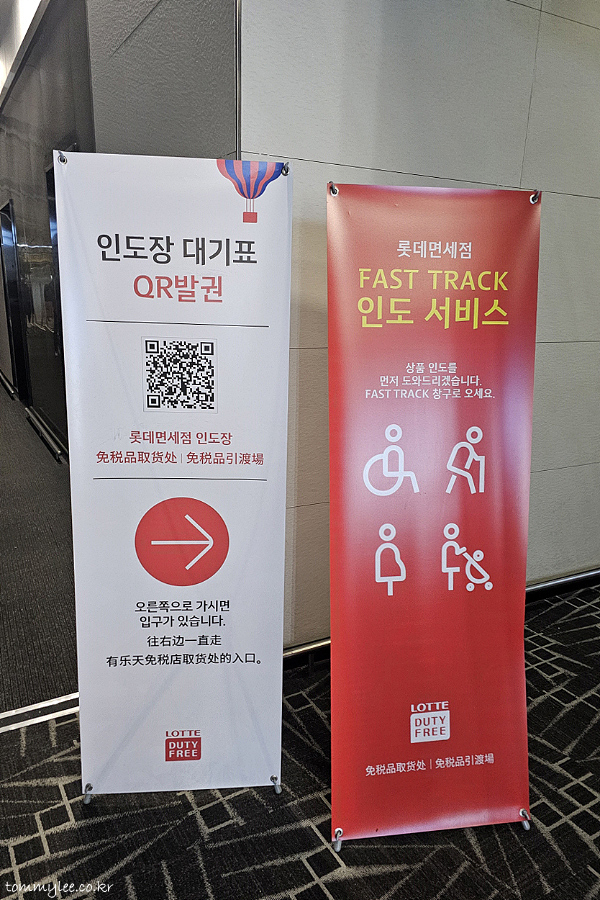 인도장 대기표
QR발권
롯데면세점 인도장
免税品取货处 | 免税品引渡場
오른쪽으로 가시면
입구가 있습니다.
往右边一直走
有乐天免税店取货处的入口。
LOTTE
DUTY
FREE
롯데면세점
FAST TRACK
인도 서비스
상품 인도를
먼저 도와드리겠습니다.
FAST TRACK 창구로 오세요.
LOTTE
DUTY
FREE
免税品取货处 | 免税品引渡場
tommylee.co.kr